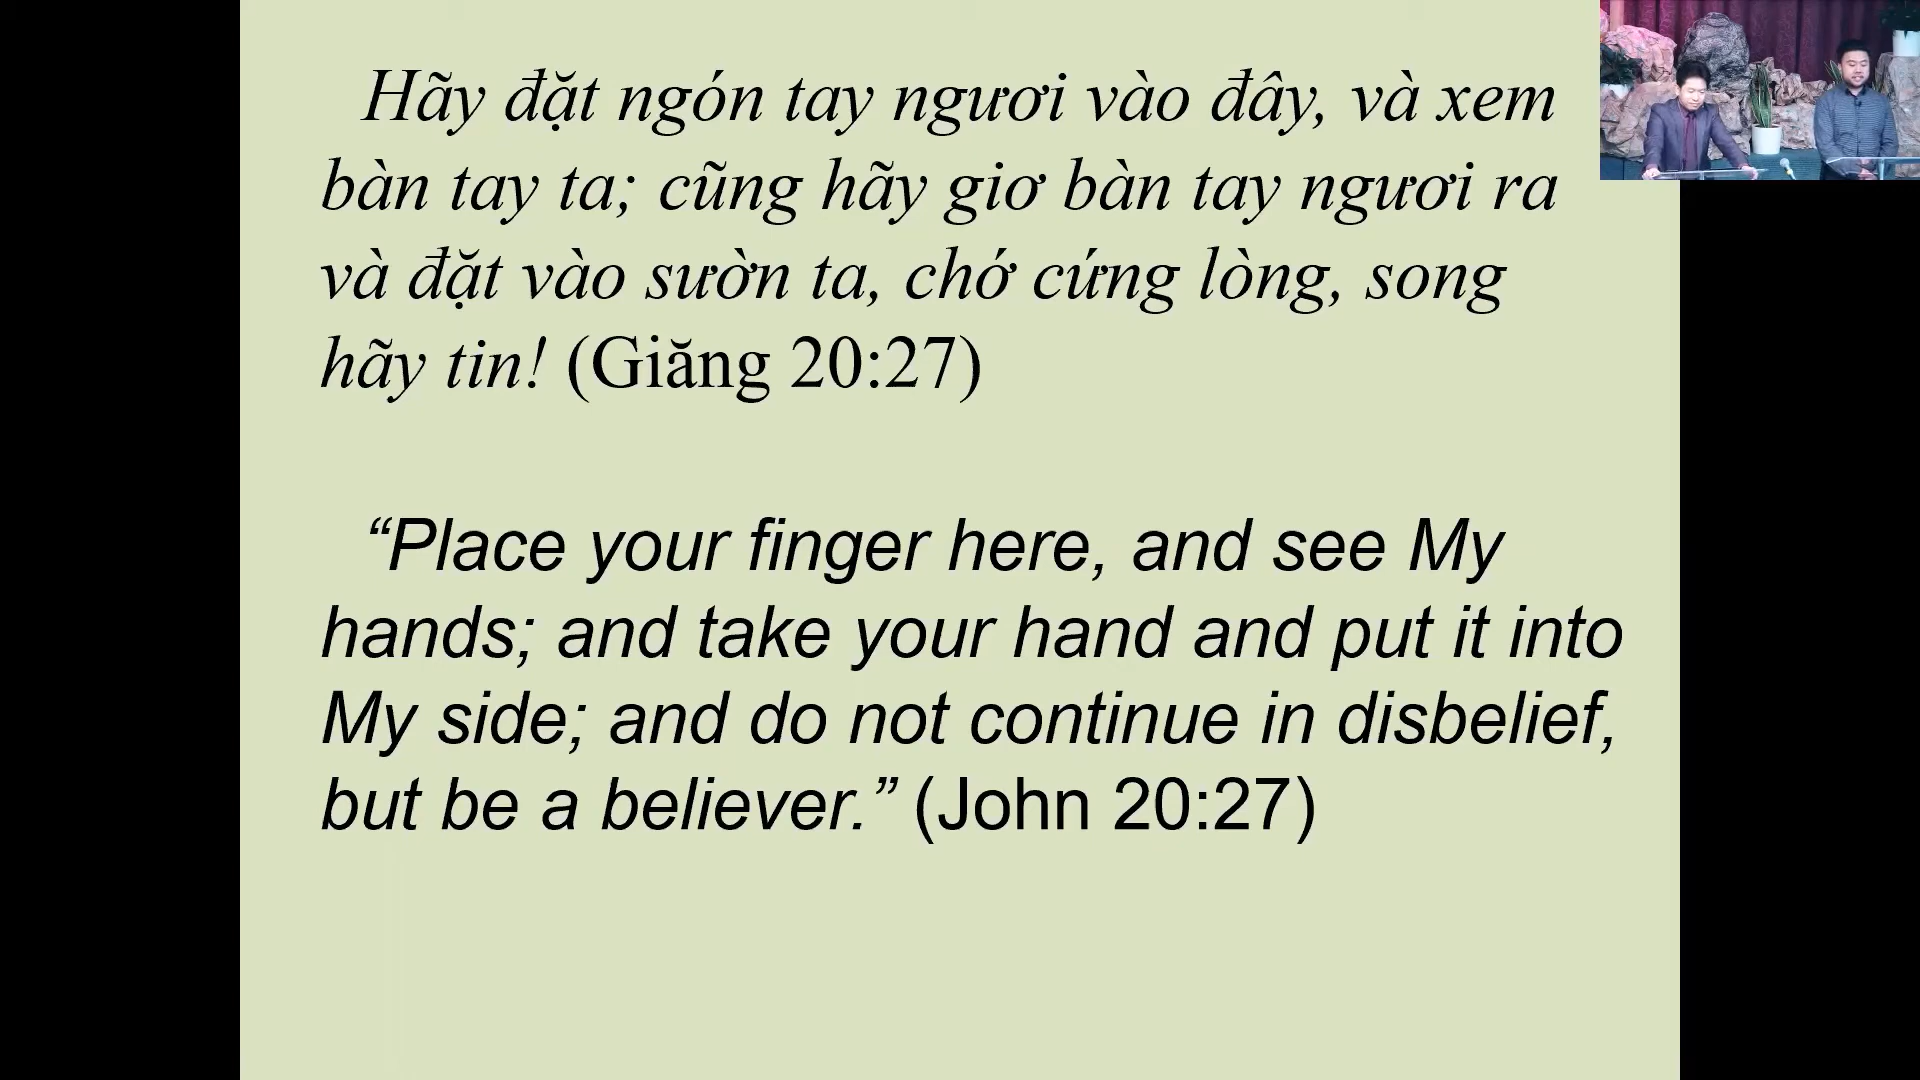 Hãy đặt ngón tay ngươi vào đây, và xem
bàn tay ta; cũng hãy giơ bàn tay ngươi ra
và đặt vào sườn ta, chớ cứng lòng, song
hãy tin! (Giăng 20:27)
“Place your finger here, and see My
hands; and take your hand and put it into
My side; and do not continue in disbelief,
but be a believer.” (John 20:27)